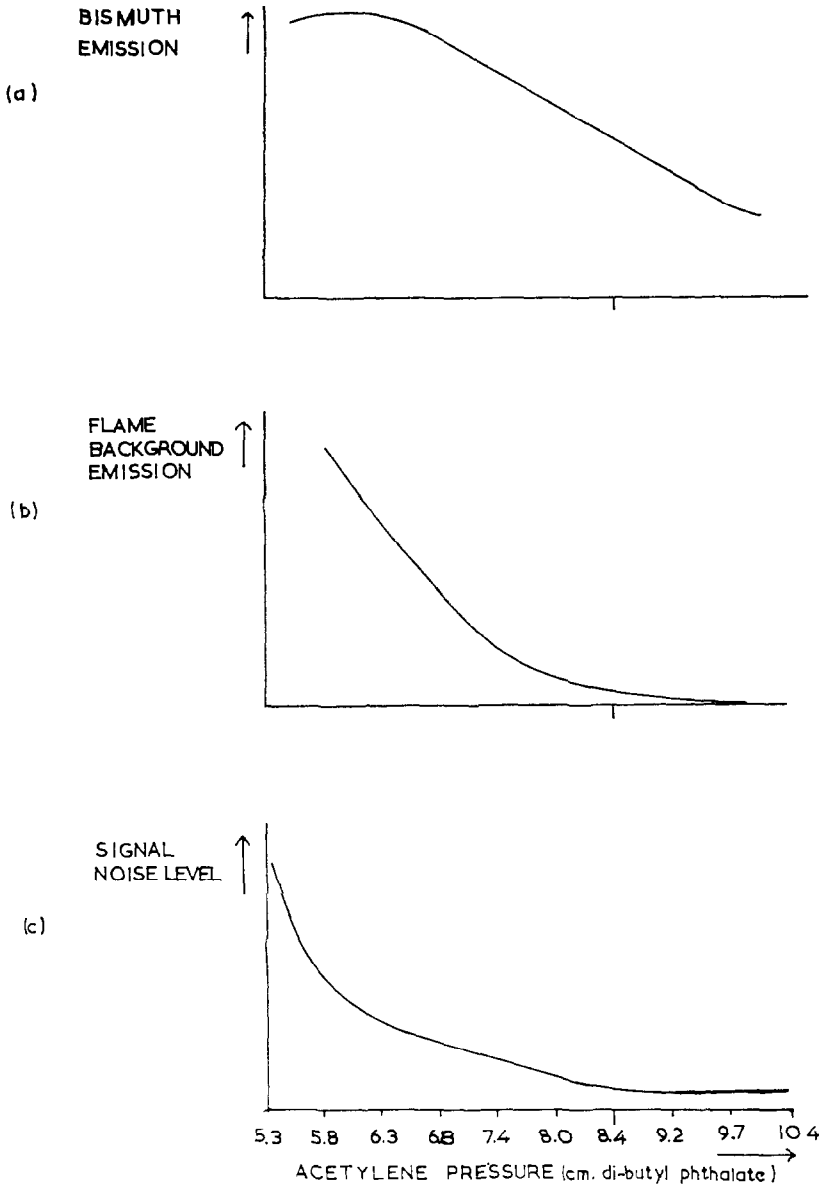 BISMUTH
EMISSION
(a)
FLAME
BACKGROUND
EMISSION
(b)
SIGNAL
NOISE LEVEL
(c)
5.3 5.8 6.3 6.8 7.4 8.0 8.4 9.2 9.7 10 4
ACETYLENE PRESSURE (cm. di-butyl phthalate)